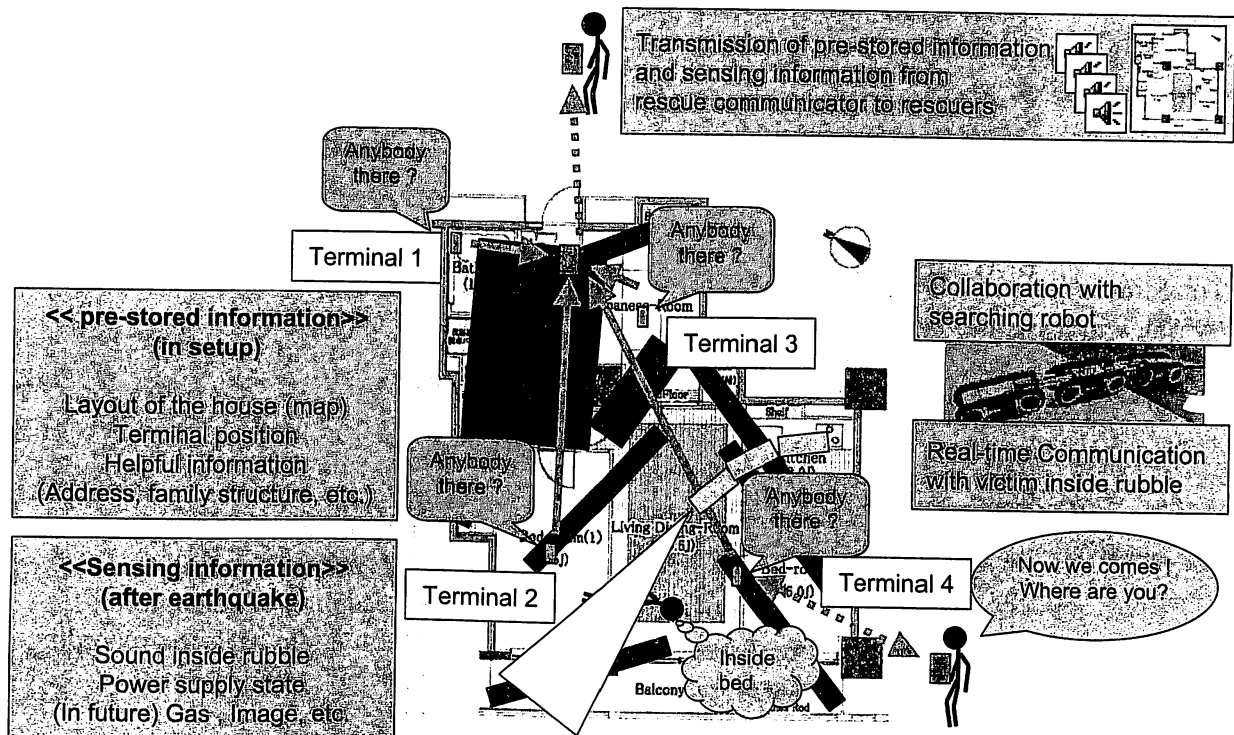 Transmission of pre-stored information
and sensing information from
rescue communicator to rescuers
Anybody
there ?
Terminal 1
Anybody
there ?
<< pre-stored information>>
(in setup)
Layout of the house (map)
Terminal position
Helpful information
(Address, family structure, etc.)
Terminal 3
Collaboration with
searching robot
Real-time Communication
with victim inside rubble
Shelf
Anybody
there ?
Anybody
there ?
Living Dining-Room
<<Sensing information>>
(after earthquake)
Sound inside rubble
Power supply state
(In future) Gas , Image, etc.
Terminal 2
Terminal 4
Now we comes !
Where are you?
Inside
bed...
Balcony